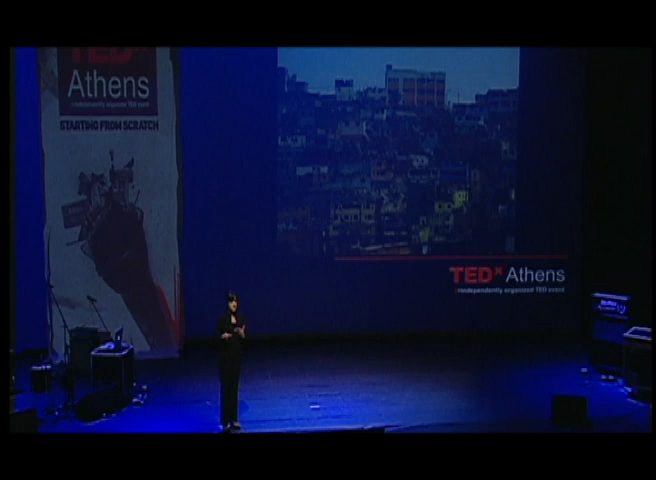 TEDx
Athens
x=independently organized TED event
STARTING FROM SCRATCH
TEDx Athens
x=independently organized TED event